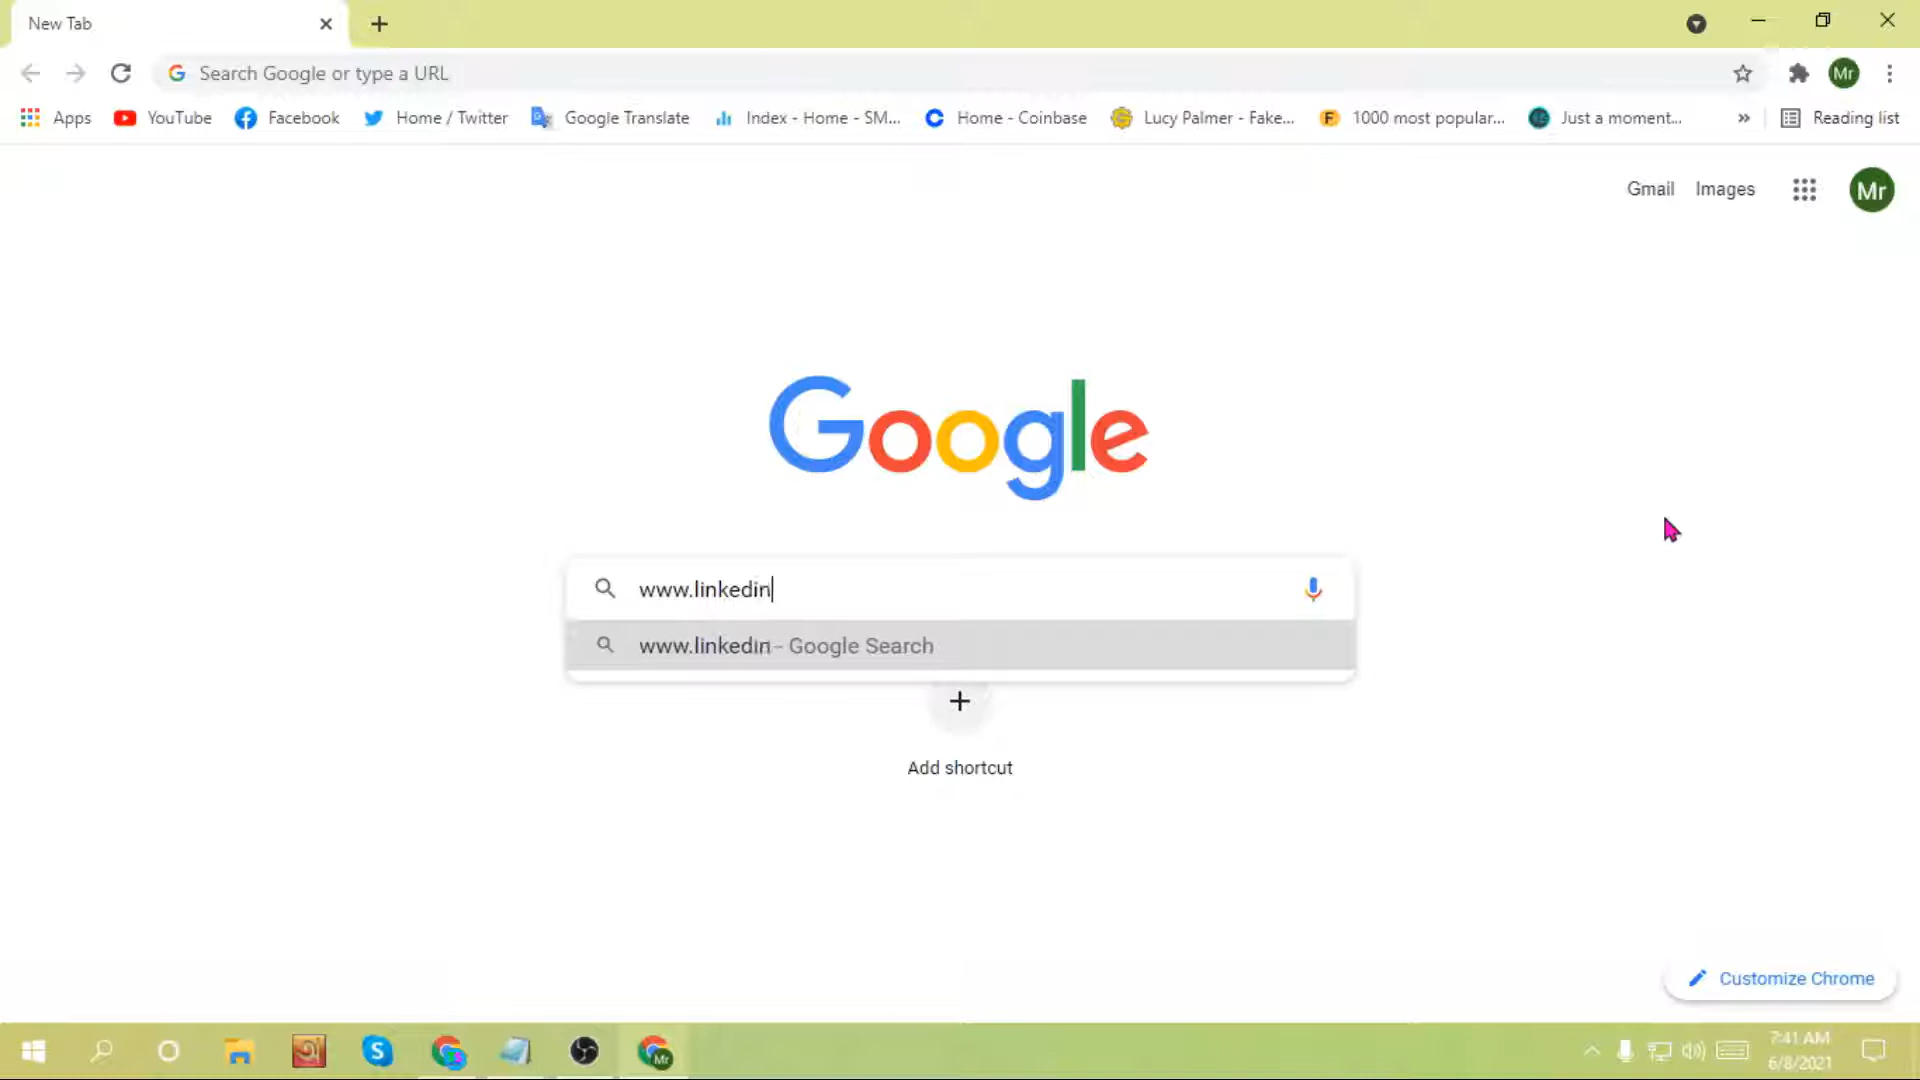 New Tab
Search Google or type a URL
Mr
Apps YouTube Facebook Home / Twitter Google Translate Index - Home - SM... Home - Coinbase Lucy Palmer - Fake... 1000 most popular... Just a moment... » Reading list
Gmail Images Mr
Google
www.linkedin
www.linkedin - Google Search
Add shortcut
Customize Chrome
7:41 AM
6/8/2021